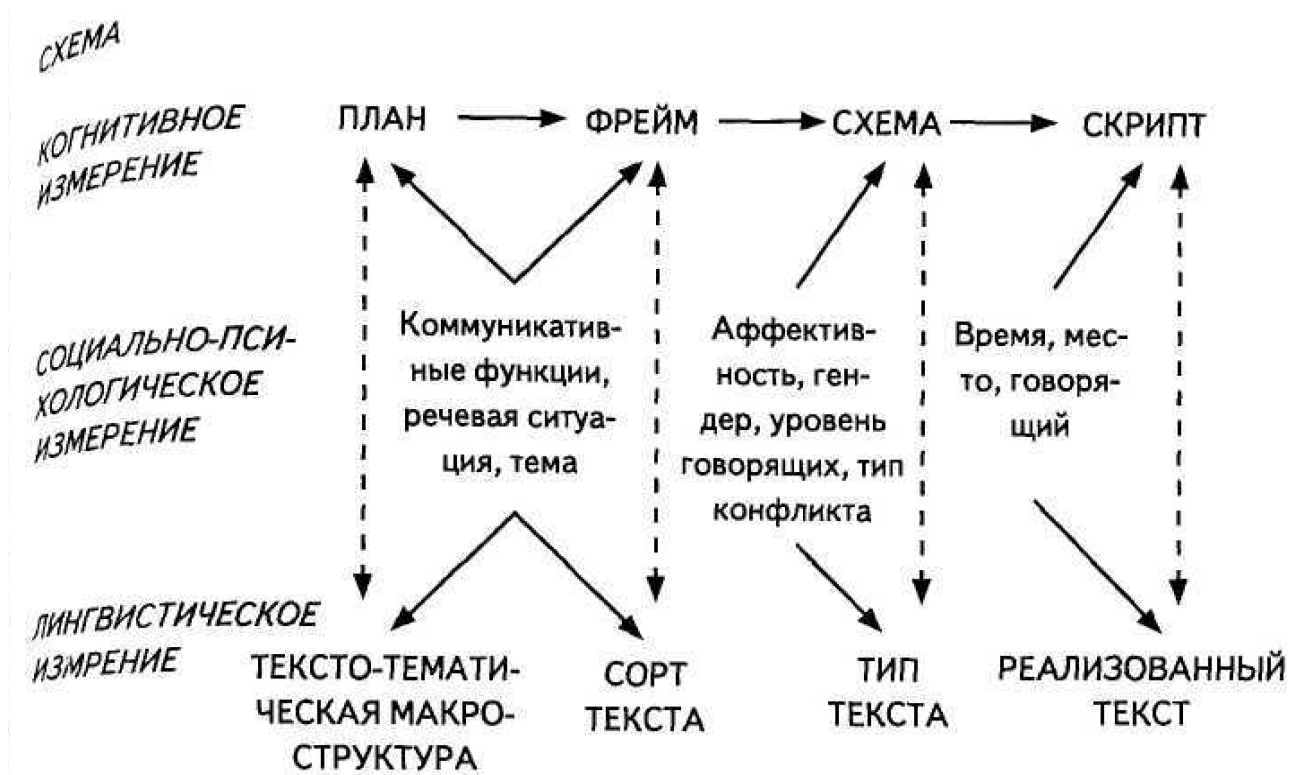 СХЕМА
КОГНИТИВНОЕ
ИЗМЕРЕНИЕ
ПЛАН
ФРЕЙМ
СХЕМА
СКРИПТ
СОЦИАЛЬНО-ПСИ-
ХОЛОГИЧЕСКОЕ
ИЗМЕРЕНИЕ
Коммуникатив-
ные функции,
речевая ситуа-
ция, тема
Аффектив-
ность, ген-
дер, уровень
говорящих, тип
конфликта
Время, мес-
то, говоря-
щий
ЛИНГВИСТИЧЕСКОЕ
ИЗМРЕНИЕ
ТЕКСТО-ТЕМАТИ-
ЧЕСКАЯ МАКРО-
СТРУКТУРА
СОРТ
ТЕКСТА
ТИП
ТЕКСТА
РЕАЛИЗОВАННЫЙ
ТЕКСТ